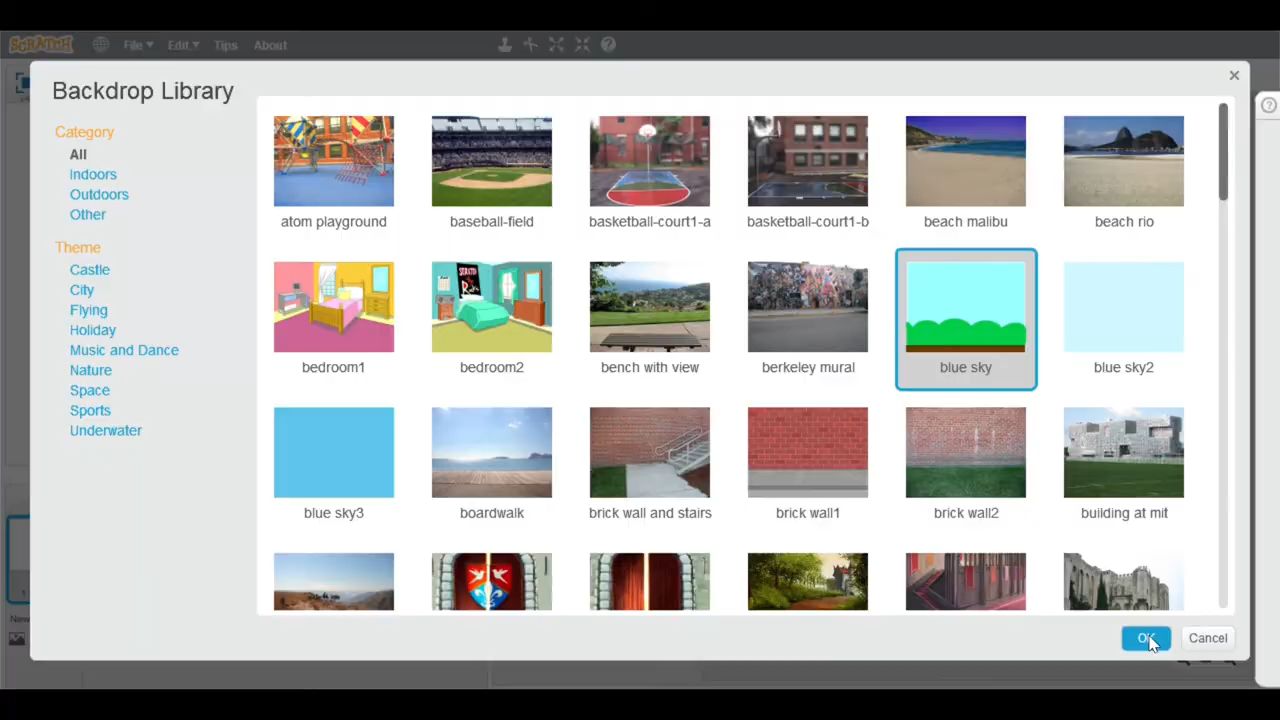 SCRATCH File Edit Tips About
Backdrop Library
Category
All
Indoors
Outdoors
Other
Theme
Castle
City
Flying
Holiday
Music and Dance
Nature
Space
Sports
Underwater
atom playground baseball-field basketball-court1-a basketball-court1-b beach malibu beach rio
bedroom1 bedroom2 bench with view berkeley mural blue sky blue sky2
blue sky3 boardwalk brick wall and stairs brick wall1 brick wall2 building at mit
New
OK Cancel